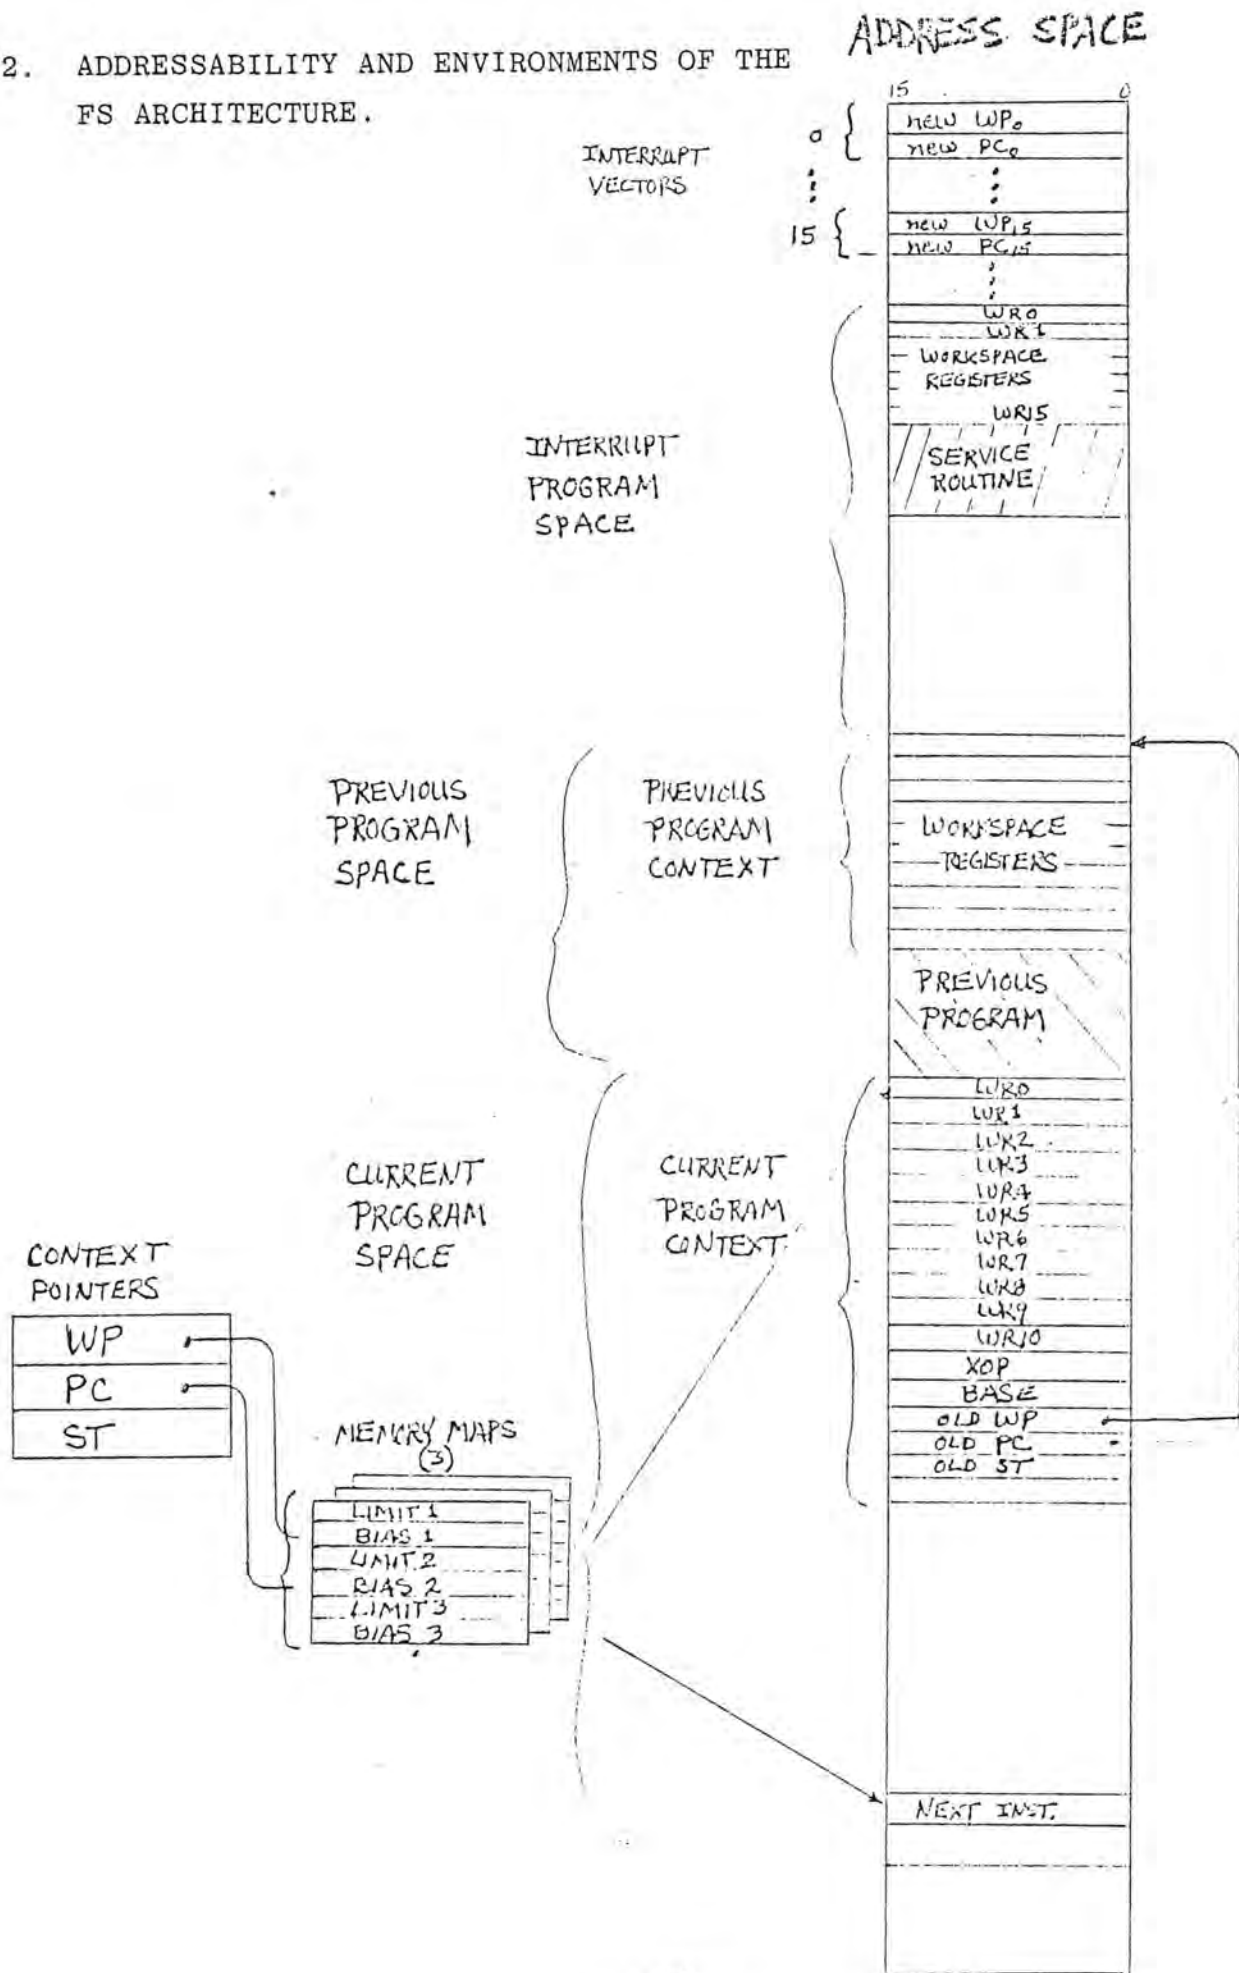 2. ADDRESSABILITY AND ENVIRONMENTS OF THE
FS ARCHITECTURE.
ADDRESS SPACE
15 0
INTERRUPT
VECTORS
0
new WP0
new PC0
15
new WP15
new PC15
WR0
WR1
WORKSPACE
REGISTERS
WR15
INTERRUPT
PROGRAM
SPACE
SERVICE
ROUTINE
PREVIOUS
PROGRAM
SPACE
PREVIOUS
PROGRAM
CONTEXT
WORKSPACE
REGISTERS
PREVIOUS
PROGRAM
CURRENT
PROGRAM
SPACE
CURRENT
PROGRAM
CONTEXT
WR0
WR1
WR2
WR3
WR4
WR5
WR6
WR7
WR8
WR9
WR10
XOP
BASE
OLD WP
OLD PC
OLD ST
CONTEXT
POINTERS
WP
PC
ST
MEMORY MAPS
(3)
LIMIT 1
BIAS 1
LIMIT 2
BIAS 2
LIMIT 3
BIAS 3
NEXT INST.